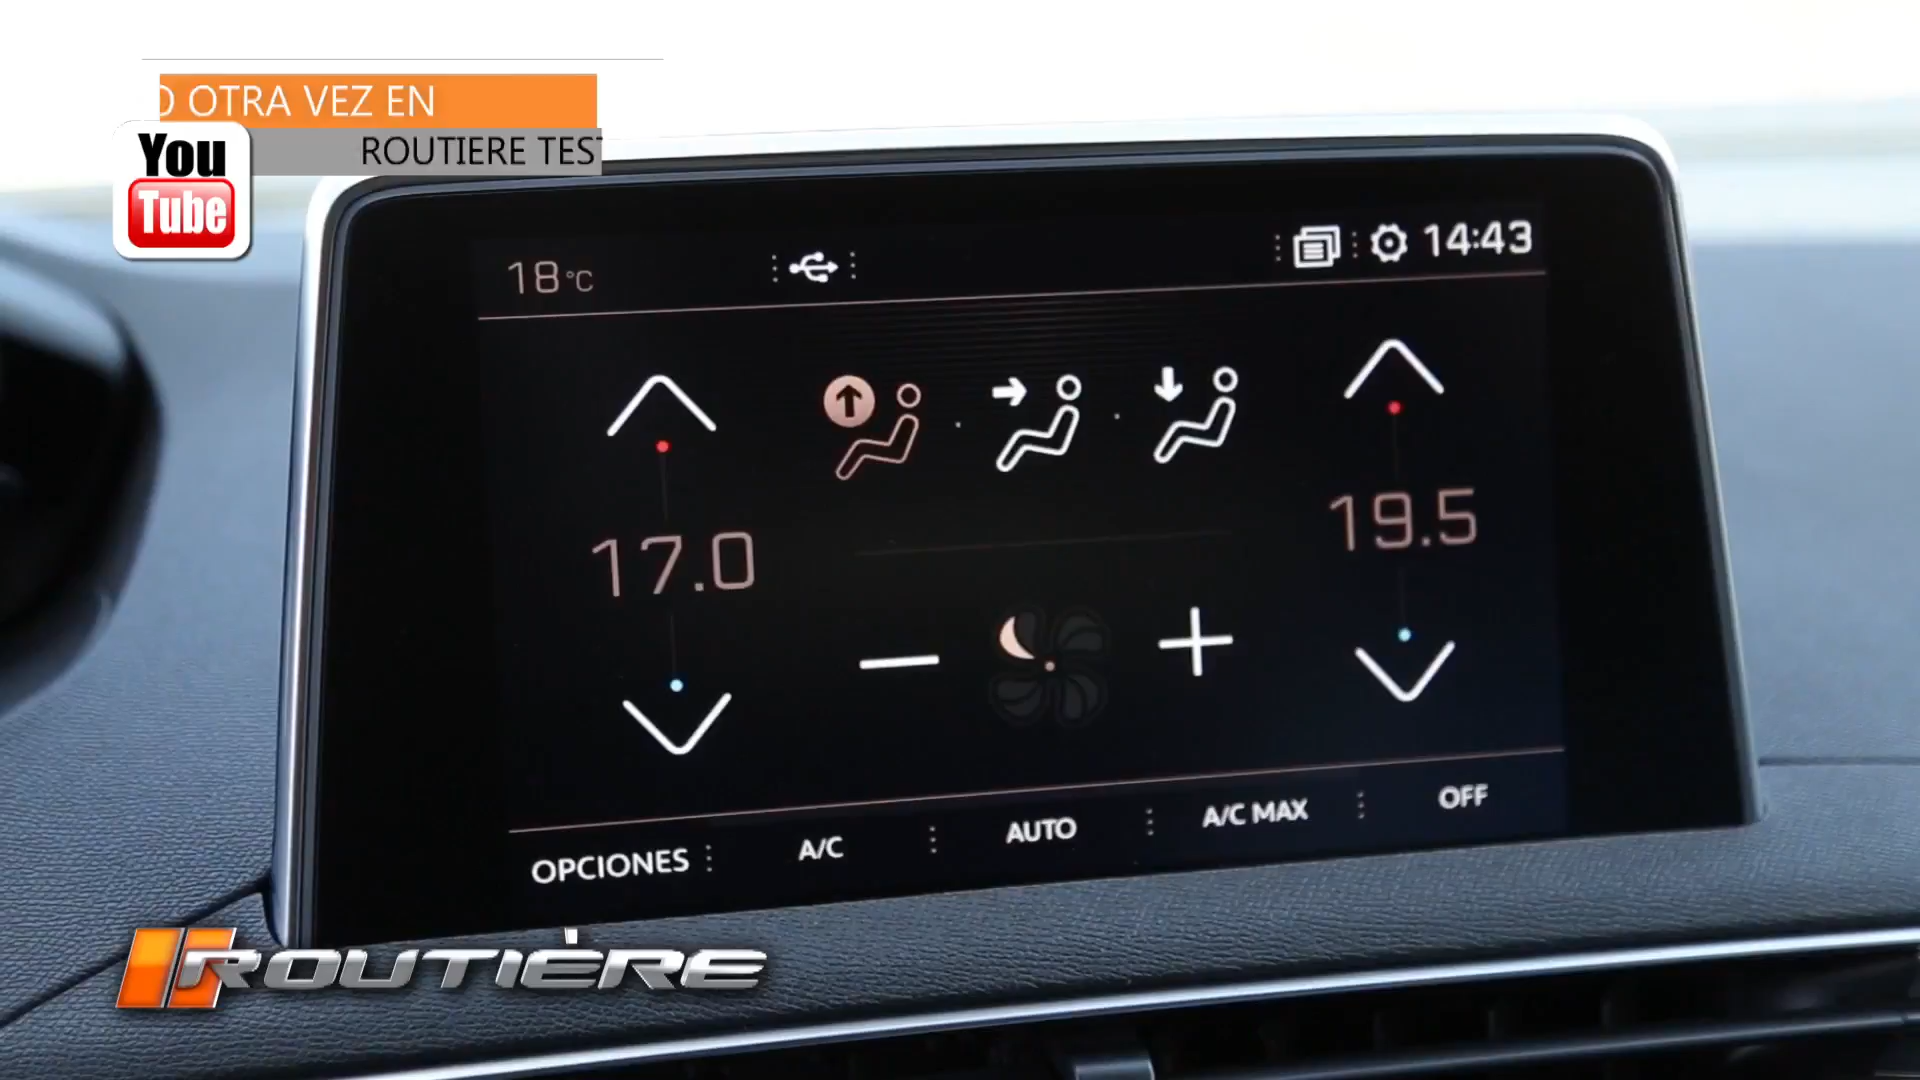 O OTRA VEZ EN
ROUTIERE TES
You
Tube
18°C
14:43
17.0
19.5
OPCIONES
A/C
AUTO
A/C MAX
OFF
ROUTIÈRE